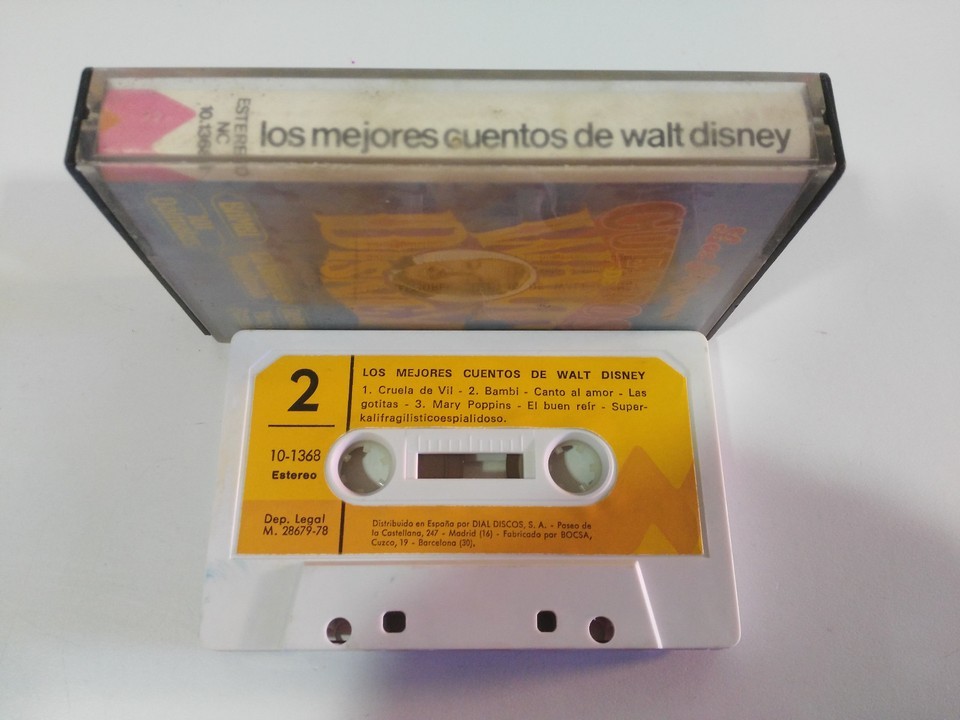 ESTEREO
NC
10.1368
los mejores cuentos de walt disney
2
10-1368
Estereo
Dep. Legal
M. 28679-78
LOS MEJORES CUENTOS DE WALT DISNEY
1. Cruela de Vil - 2. Bambi - Canto al amor - Las
gotitas - 3. Mary Poppins - El buen reír - Super-
kalifragilisticoespialidoso.
Distribuido en España por DIAL DISCOS, S. A. - Paseo de
la Castellana, 247 - Madrid (16) - Fabricado por BOCSA,
Cuzco, 19 - Barcelona (30).